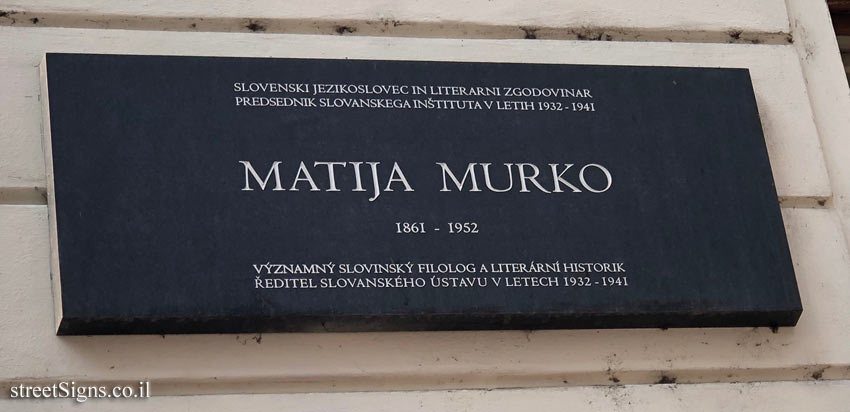 SLOVENSKI JEZIKOSLOVEC IN LITERARNI ZGODOVINAR
PREDSEDNIK SLOVANSKEGA INŠTITUTA V LETIH 1932 - 1941
MATIJA MURKO
1861 - 1952
VÝZNAMNÝ SLOVINSKÝ FILOLOG A LITERÁRNÍ HISTORIK
ŘEDITEL SLOVANSKÉHO ÚSTAVU V LETECH 1932 - 1941
streetSigns.co.il